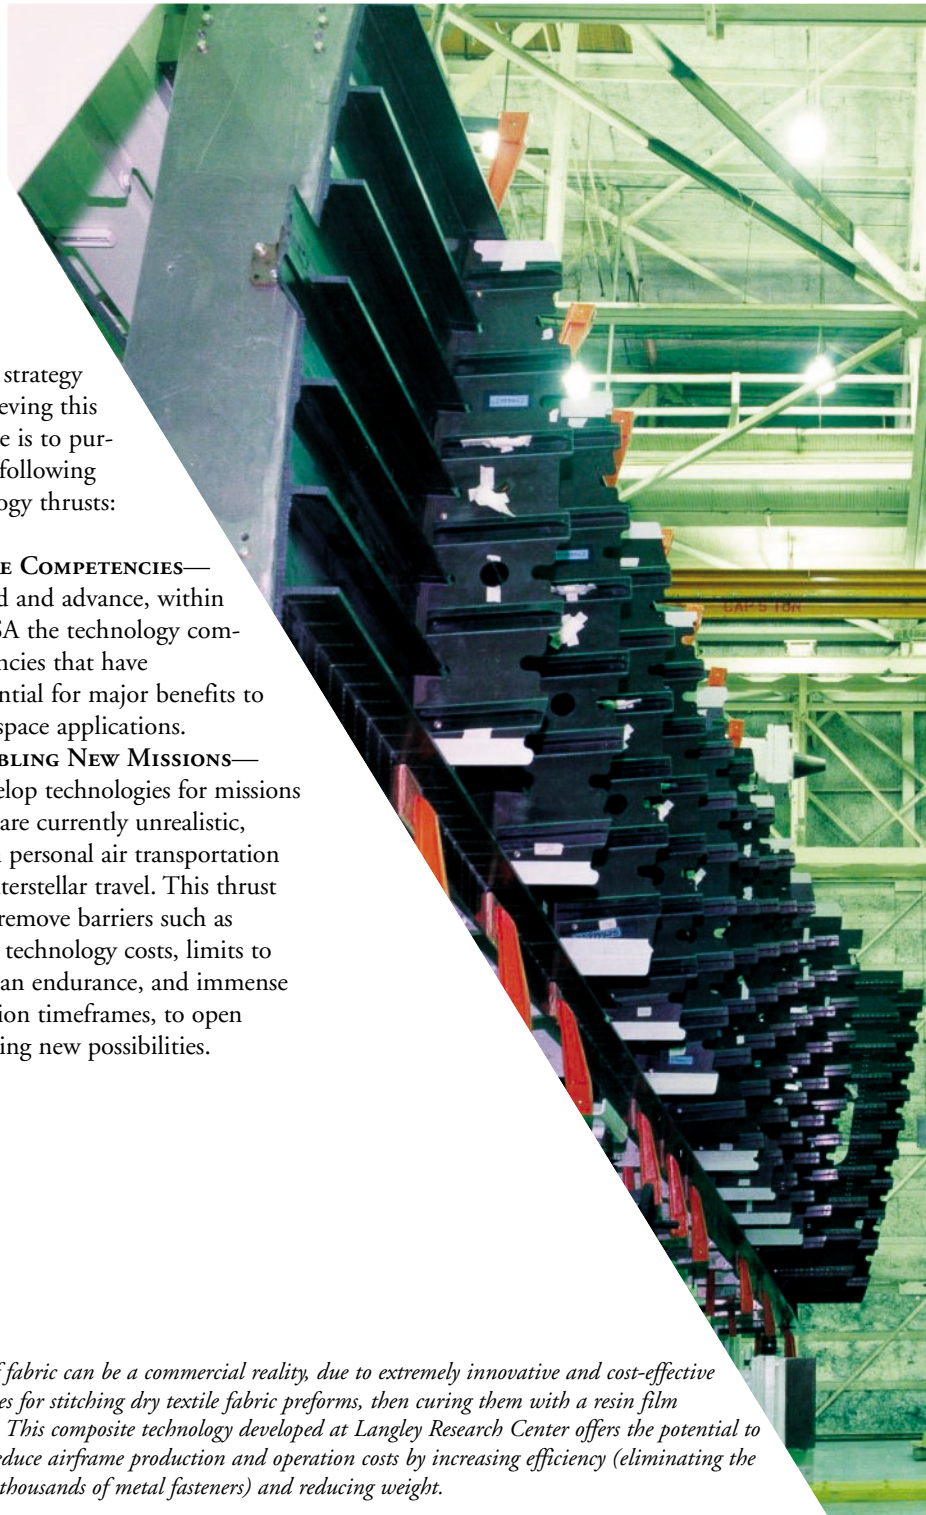 strategy
eving this
e is to pur-
following
ogy thrusts:
E COMPETENCIES—
d and advance, within
SA the technology com-
ncies that have
ntial for major benefits to
space applications.
BLING NEW MISSIONS—
elop technologies for missions
are currently unrealistic,
n personal air transportation
nterstellar travel. This thrust
remove barriers such as
technology costs, limits to
an endurance, and immense
ion timeframes, to open
ing new possibilities.
CAP 5 TON
f fabric can be a commercial reality, due to extremely innovative and cost-effective
es for stitching dry textile fabric preforms, then curing them with a resin film
This composite technology developed at Langley Research Center offers the potential to
educe airframe production and operation costs by increasing efficiency (eliminating the
thousands of metal fasteners) and reducing weight.